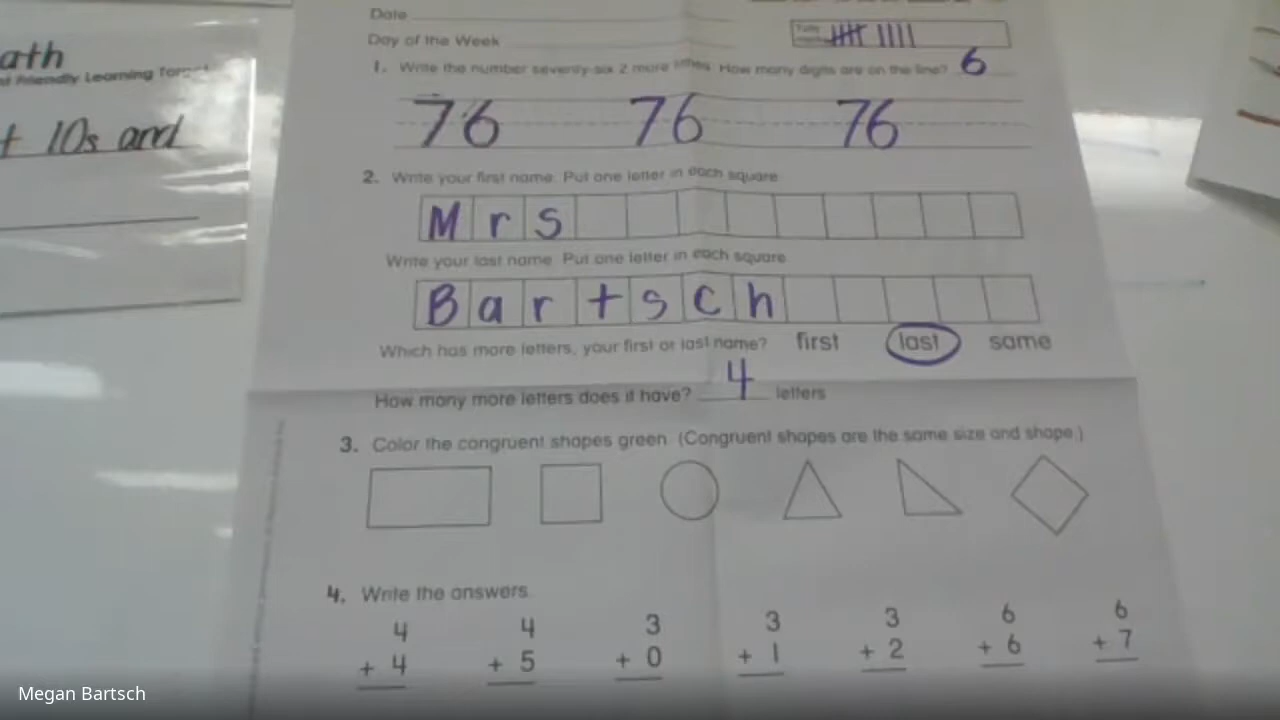 ath
Friendly Learning Target
+ 10s and
Date
Day of the Week
Tally
1. Write the number seventy-six 2 more times. How many digits are on the line? 6
76 76 76
2. Write your first name. Put one letter in each square.
M r s
Write your last name. Put one letter in each square.
B a r t s c h
Which has more letters, your first or last name? first last same
How many more letters does it have? 4 letters
3. Color the congruent shapes green. (Congruent shapes are the same size and shape.)
4. Write the answers.
4 4 3 3 3 6 6
+ 4 + 5 + 0 + 1 + 2 + 6 + 7
Megan Bartsch